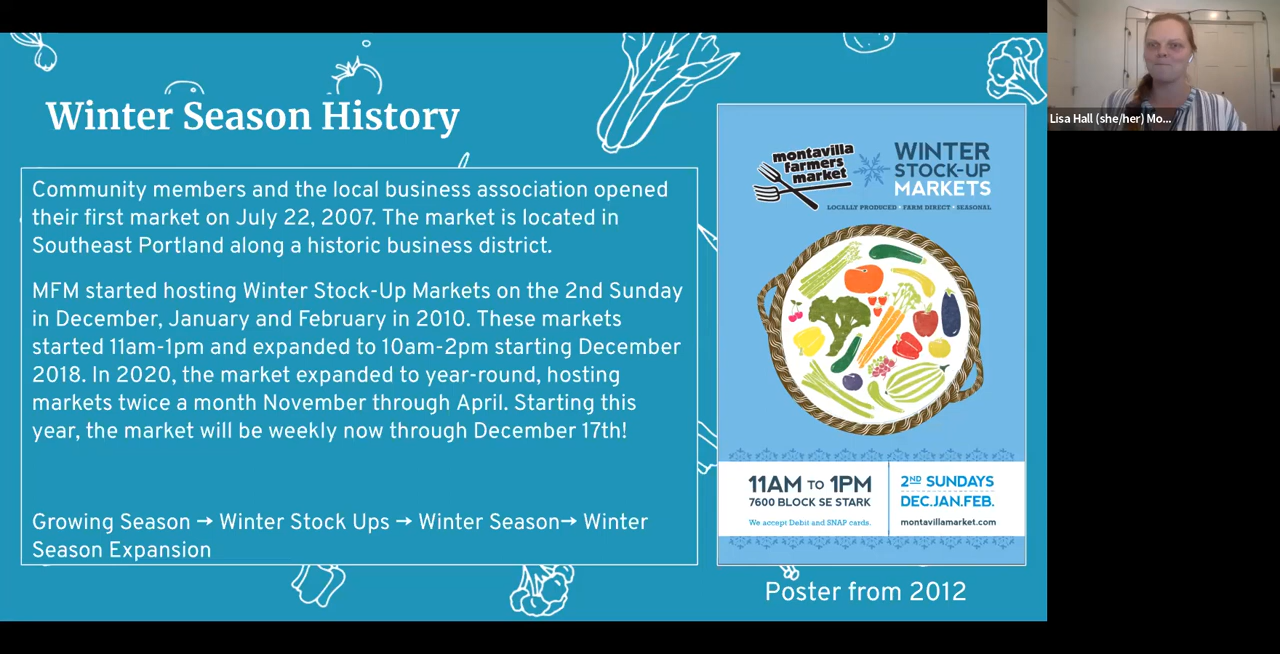 Winter Season History
Community members and the local business association opened
their first market on July 22, 2007. The market is located in
Southeast Portland along a historic business district.
MFM started hosting Winter Stock-Up Markets on the 2nd Sunday
in December, January and February in 2010. These markets
started 11am-1pm and expanded to 10am-2pm starting December
2018. In 2020, the market expanded to year-round, hosting
markets twice a month November through April. Starting this
year, the market will be weekly now through December 17th!
Growing Season → Winter Stock Ups → Winter Season→ Winter
Season Expansion
montavilla
farmers
market
WINTER
STOCK-UP
MARKETS
LOCALLY PRODUCED • FARM DIRECT • SEASONAL
11AM TO 1PM
7600 BLOCK SE STARK
We accept Debit and SNAP cards.
2ND SUNDAYS
DEC.JAN.FEB.
montavillamarket.com
Poster from 2012
Lisa Hall (she/her) Mo...